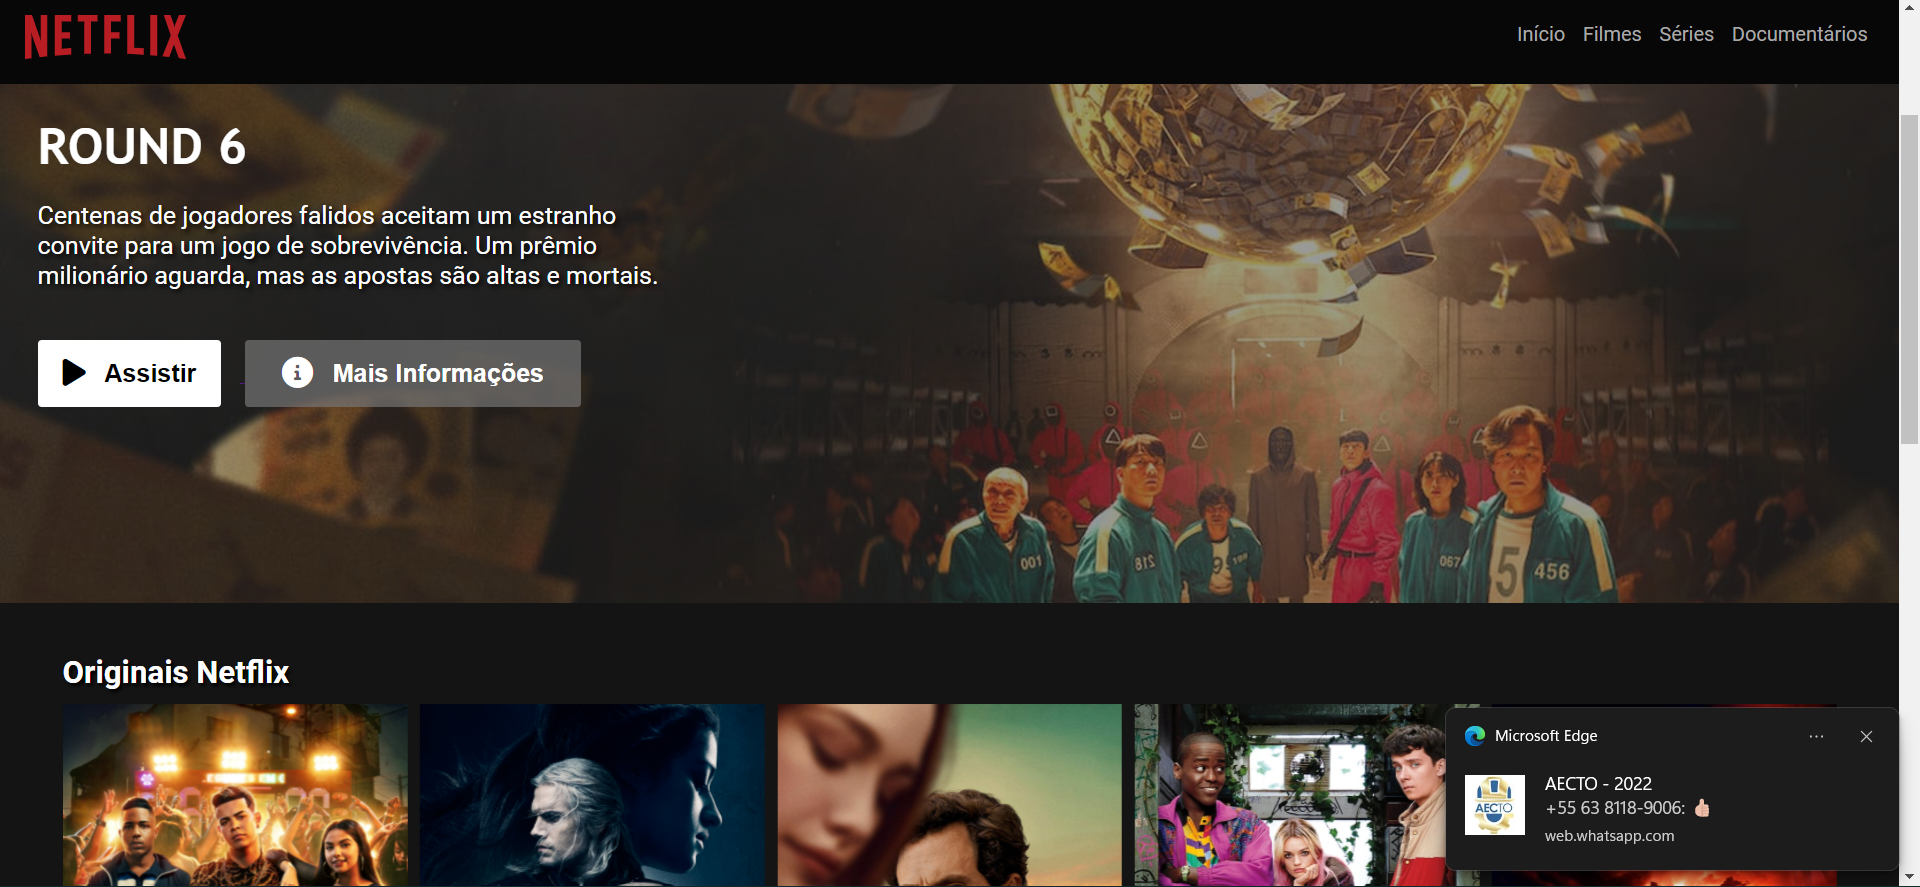 NETFLIX
Início Filmes Séries Documentários
ROUND 6
Centenas de jogadores falidos aceitam um estranho
convite para um jogo de sobrevivência. Um prêmio
milionário aguarda, mas as apostas são altas e mortais.
Assistir
Mais Informações
001
218
067
456
Originais Netflix
Microsoft Edge
AECTO
AECTO - 2022
+55 63 8118-9006: 👍🏻
web.whatsapp.com